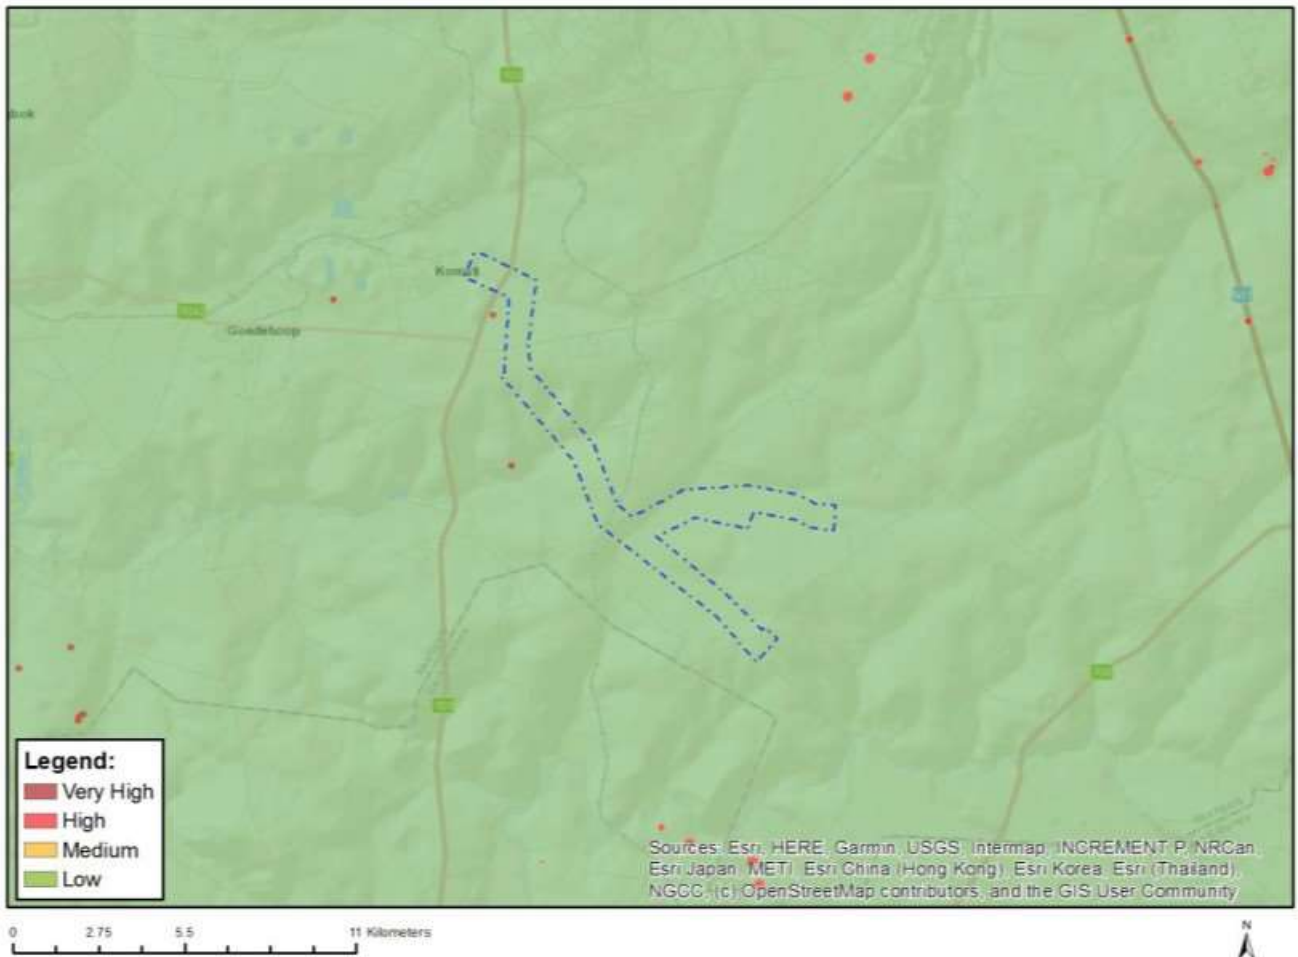 Goedehoop
Legend:
Very High
High
Medium
Low
Sources: Esri, HERE, Garmin, USGS, Intermap, INCREMENT P, NRCan,
Esri Japan, METI, Esri China (Hong Kong), Esri Korea, Esri (Thailand),
NGCC, (c) OpenStreetMap contributors, and the GIS User Community
0 2.75 5.5 11 Kilometers
N